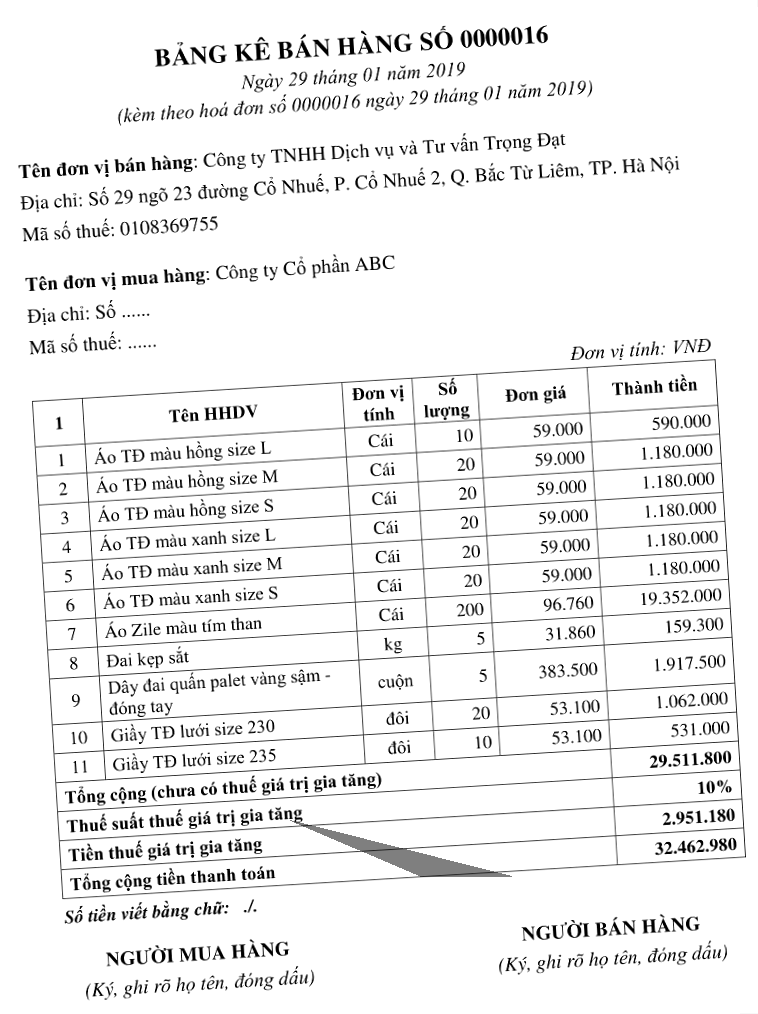 BẢNG KÊ BÁN HÀNG SỐ 0000016
Ngày 29 tháng 01 năm 2019
(kèm theo hoá đơn số 0000016 ngày 29 tháng 01 năm 2019)
Tên đơn vị bán hàng: Công ty TNHH Dịch vụ và Tư vấn Trọng Đạt
Địa chỉ: Số 29 ngõ 23 đường Cổ Nhuế, P. Cổ Nhuế 2, Q. Bắc Từ Liêm, TP. Hà Nội
Mã số thuế: 0108369755
Tên đơn vị mua hàng: Công ty Cổ phần ABC
Địa chỉ: Số ......
Mã số thuế: ......
Đơn vị tính: VNĐ
1 Tên HHDV Đơn vị tính Số lượng Đơn giá Thành tiền
1 Áo TĐ màu hồng size L Cái 10 59.000 590.000
2 Áo TĐ màu hồng size M Cái 20 59.000 1.180.000
3 Áo TĐ màu hồng size S Cái 20 59.000 1.180.000
4 Áo TĐ màu xanh size L Cái 20 59.000 1.180.000
5 Áo TĐ màu xanh size M Cái 20 59.000 1.180.000
6 Áo TĐ màu xanh size S Cái 20 59.000 1.180.000
7 Áo Zile màu tím than Cái 200 96.760 19.352.000
8 Đai kẹp sắt kg 5 31.860 159.300
9 Dây đai quấn palet vàng sậm - đóng tay cuộn 5 383.500 1.917.500
10 Giầy TĐ lưới size 230 đôi 20 53.100 1.062.000
11 Giầy TĐ lưới size 235 đôi 10 53.100 531.000
Tổng cộng (chưa có thuế giá trị gia tăng) 29.511.800
Thuế suất thuế giá trị gia tăng 10%
Tiền thuế giá trị gia tăng 2.951.180
Tổng cộng tiền thanh toán 32.462.980
Số tiền viết bằng chữ: ./.
NGƯỜI MUA HÀNG NGƯỜI BÁN HÀNG
(Ký, ghi rõ họ tên, đóng dấu) (Ký, ghi rõ họ tên, đóng dấu)